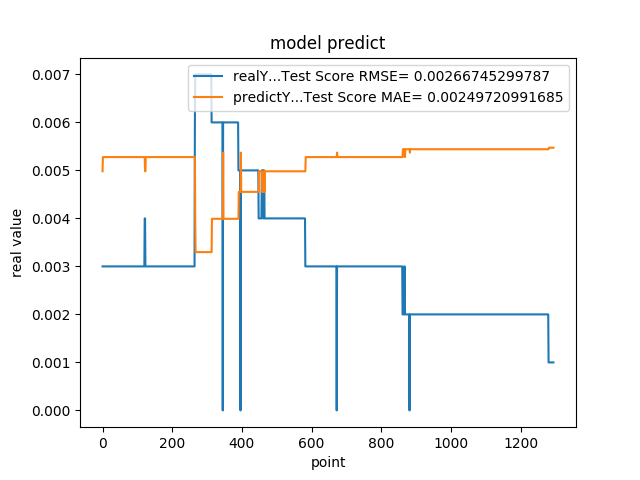 model predict
realY...Test Score RMSE= 0.00266745299787
predictY...Test Score MAE= 0.00249720991685
0.007
0.006
0.005
0.004
0.003
0.002
0.001
0.000
real value
0 200 400 600 800 1000 1200
point